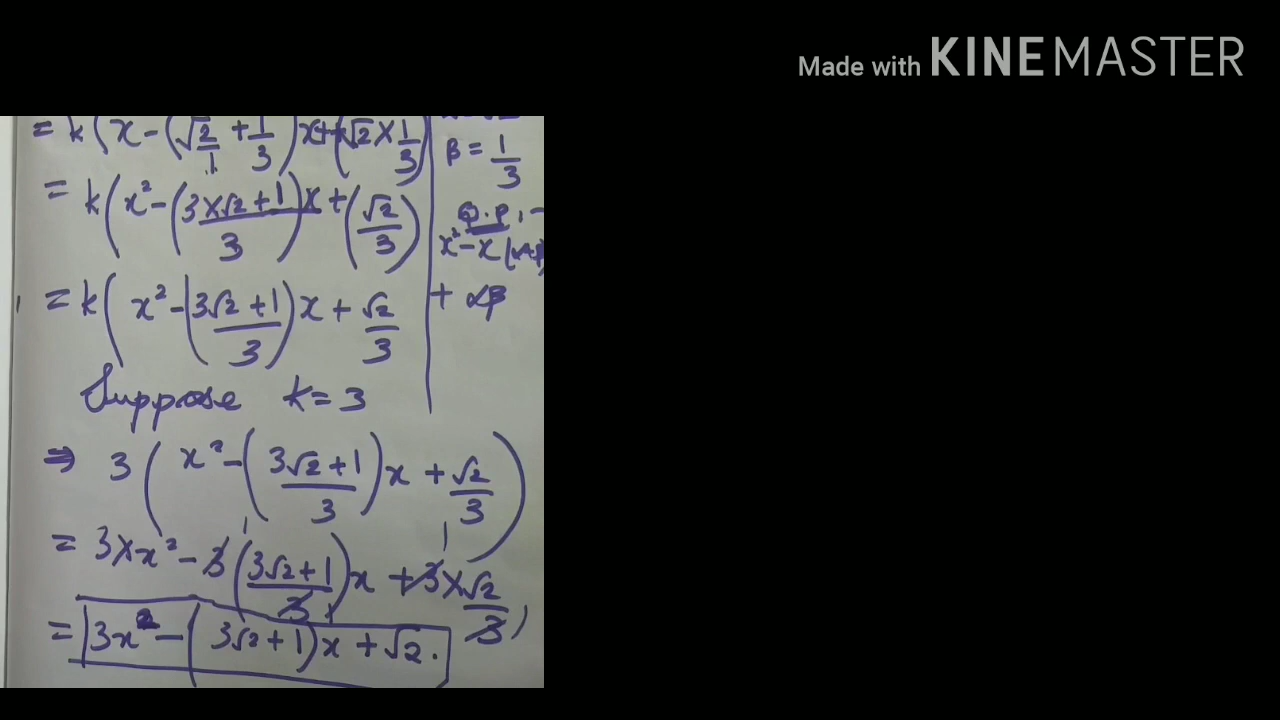 Made with KINEMASTER
= k(x-(√2/1 + 1/3)x+(√2×1/3)
β = 1/3
= k(x²-(3×√2+1/3)x+(√2/3)
Q.P,-
x²-x(α+β)
+ αβ
= k(x²-(3√2+1/3)x+√2/3
Suppose k=3
⇒ 3(x²-(3√2+1/3)x+√2/3)
= 3×x²-3(3√2+1/3)x+3×√2/3)
= 3x²-(3√2+1)x+√2.